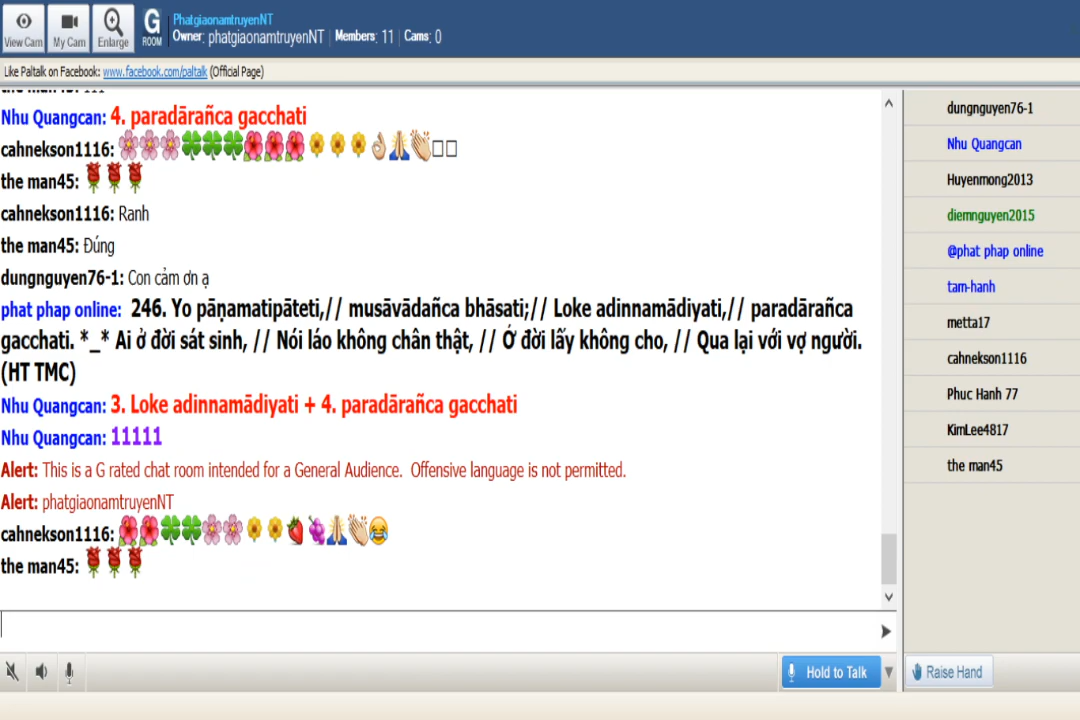 View Cam
My Cam
Enlarge
G
ROOM
PhatgiaonamtruyenNT
Owner: phatgiaonamtruyenNT | Members: 11 | Cams: 0
Like Paltalk on Facebook: www.facebook.com/paltalk (Official Page)
the man45: 111
Nhu Quangcan: 4. paradārañca gacchati
cahnekson1116: 🌸🌸🌸🍀🍀🍀🌺🌺🌺🌼🌼🌼👌🙏👏□□
the man45: 🌹🌹🌹
cahnekson1116: Ranh
the man45: Đúng
dungnguyen76-1: Con cảm ơn ạ
phat phap online: 246. Yo pāṇamatipāteti,// musāvādañca bhāsati;// Loke adinnamādiyati,// paradārañca
gacchati. *_* Ai ở đời sát sinh, // Nói láo không chân thật, // Ở đời lấy không cho, // Qua lại với vợ người.
(HT TMC)
Nhu Quangcan: 3. Loke adinnamādiyati + 4. paradārañca gacchati
Nhu Quangcan: 11111
Alert: This is a G rated chat room intended for a General Audience. Offensive language is not permitted.
Alert: phatgiaonamtruyenNT
cahnekson1116: 🌺🌺🍀🍀🌸🌸🌼🌼🍓🍇🙏👏😂
the man45: 🌹🌹🌹
Hold to Talk
dungnguyen76-1
Nhu Quangcan
Huyenmong2013
diemnguyen2015
@phat phap online
tam-hanh
metta17
cahnekson1116
Phuc Hanh 77
KimLee4817
the man45
Raise Hand